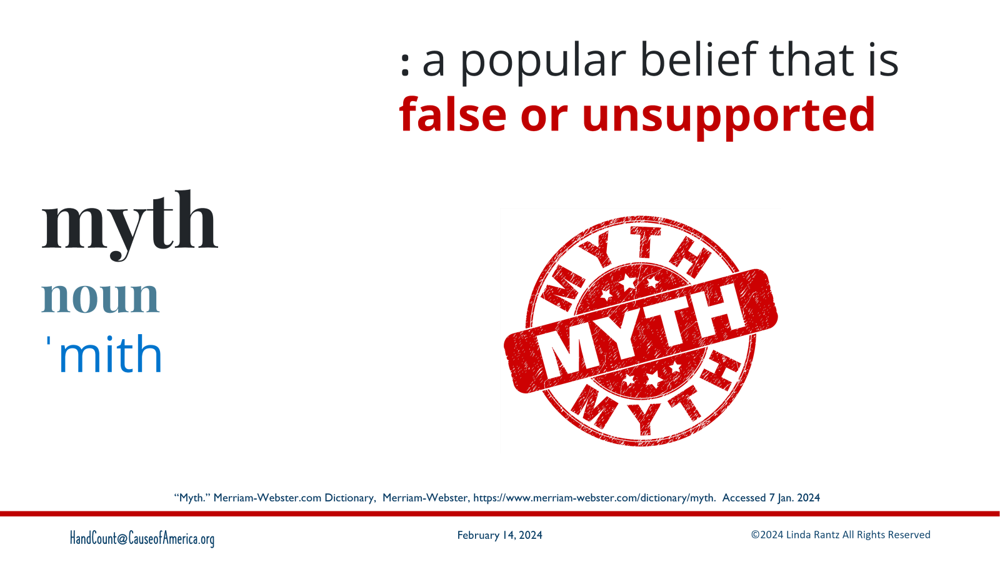 : a popular belief that is
false or unsupported
myth
noun
ˈmith
MYTH
MYTH
MYTH
“Myth.” Merriam-Webster.com Dictionary,  Merriam-Webster, https://www.merriam-webster.com/dictionary/myth.  Accessed 7 Jan. 2024
HandCount@CauseofAmerica.org
February 14, 2024
©2024 Linda Rantz All Rights Reserved